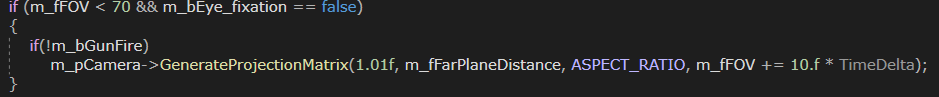 if (m_fFOV < 70 && m_bEye_fixation == false)
{
if(!m_bGunFire)
m_pCamera->GenerateProjectionMatrix(1.01f, m_fFarPlaneDistance, ASPECT_RATIO, m_fFOV += 10.f * TimeDelta);
}